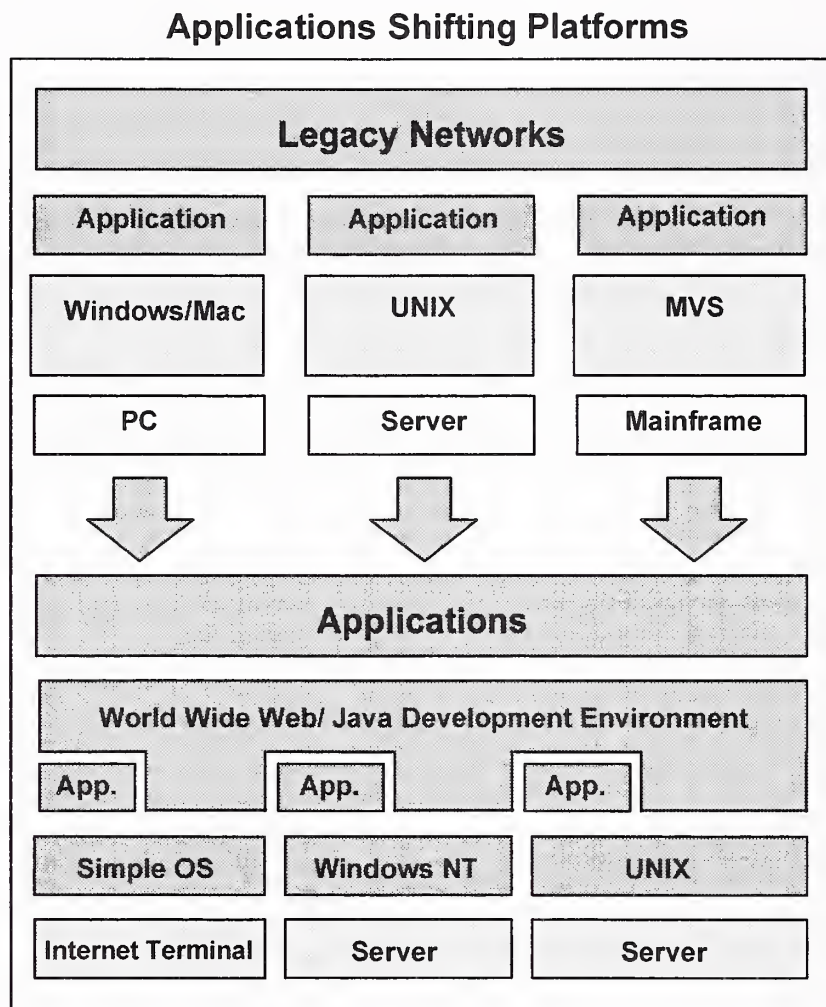 Applications Shifting Platforms
Legacy Networks
Application Application Application
Windows/Mac UNIX MVS
PC Server Mainframe
Applications
World Wide Web/ Java Development Environment
App. App. App.
Simple OS Windows NT UNIX
Internet Terminal Server Server